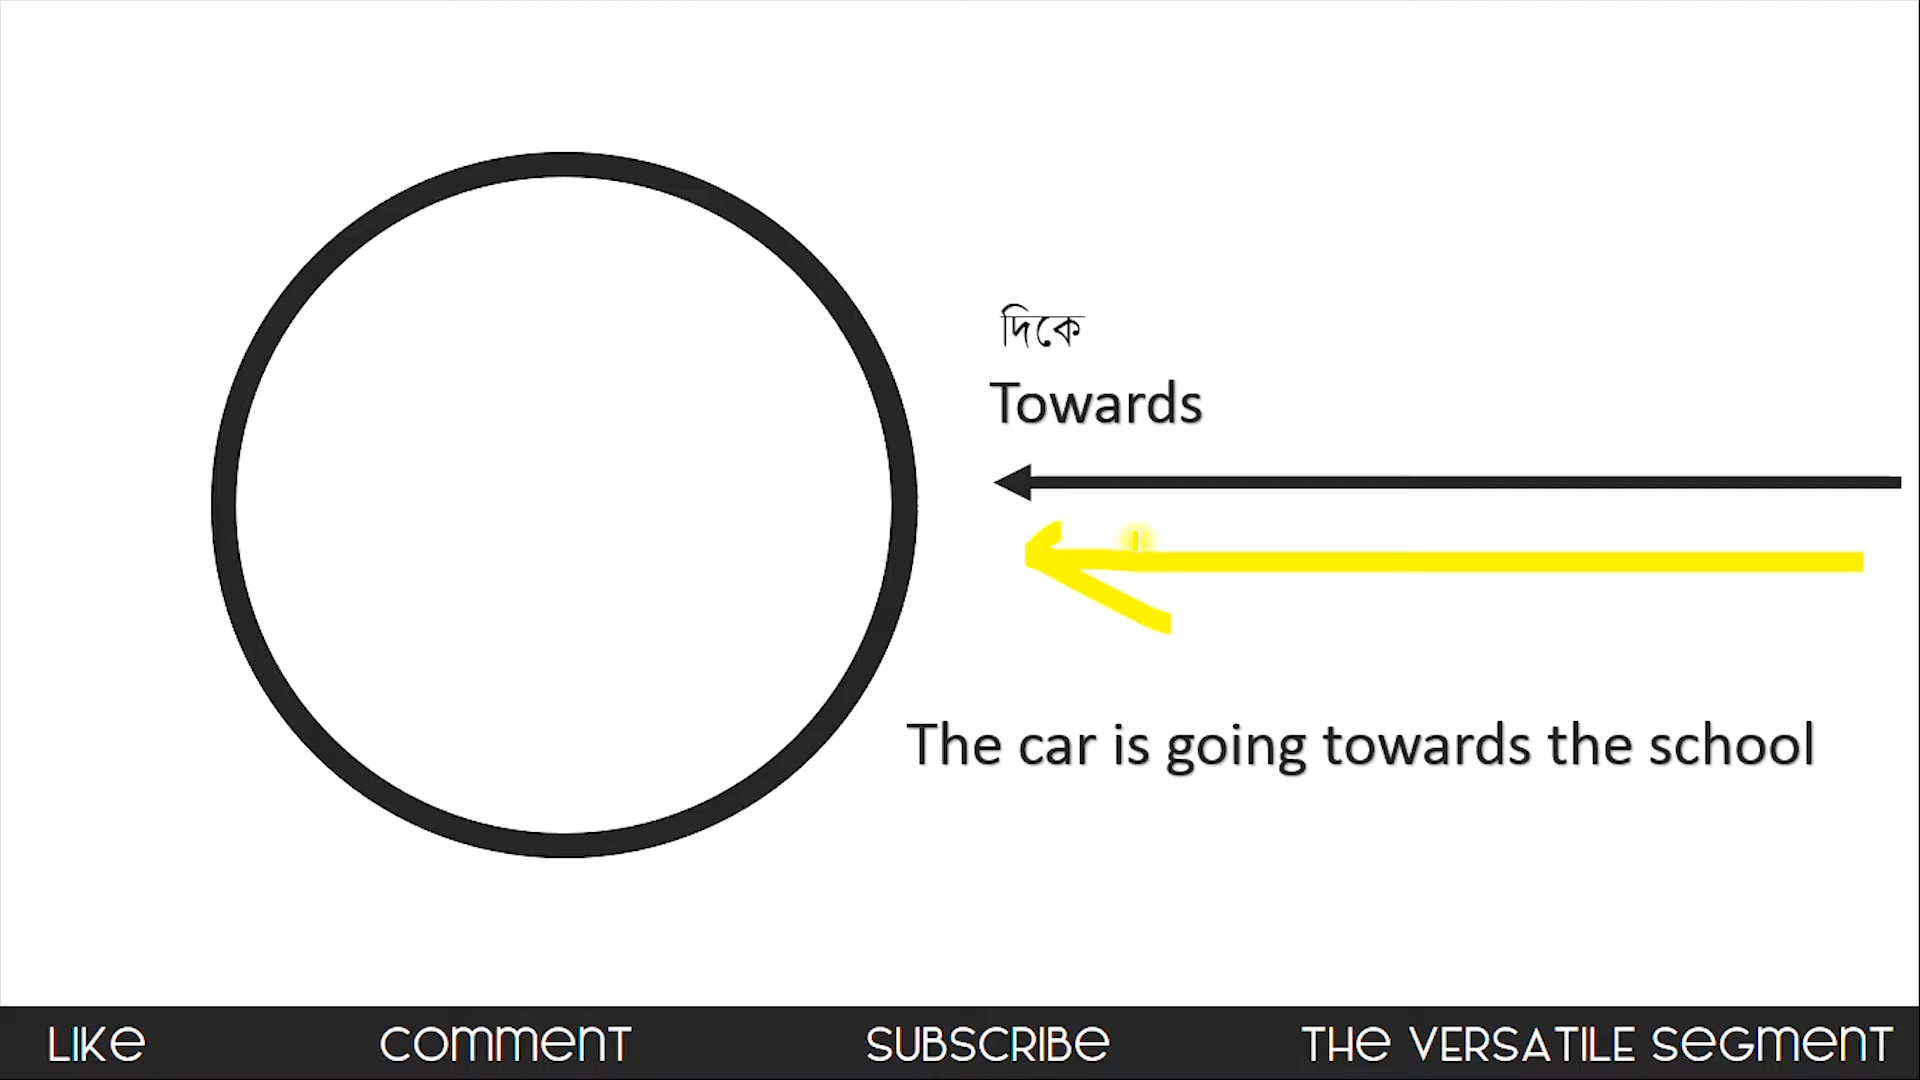 দিকে
Towards
The car is going towards the school
LIKE COMMENT SUBSCRIBE THE VERSATILE SEGMENT